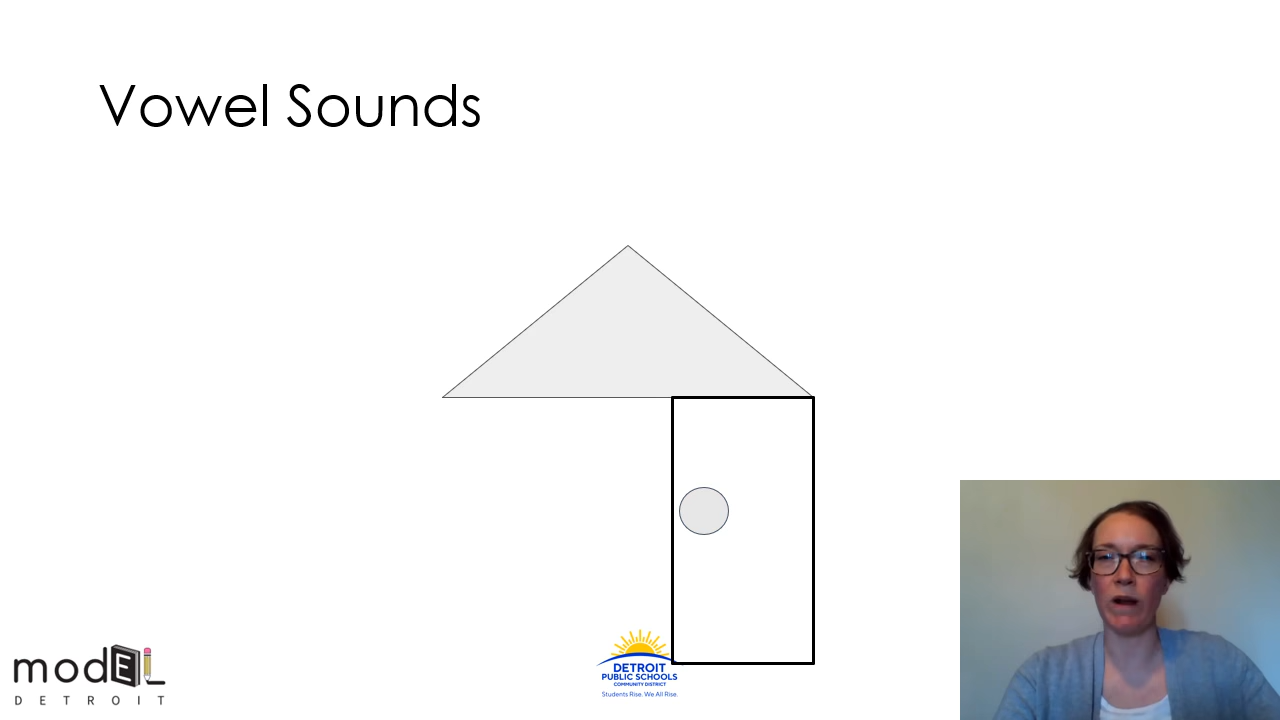 Vowel Sounds
modEL
DETROIT
DETROIT
PUBLIC SCHOOLS
COMMUNITY DISTRICT
Students Rise. We All Rise.